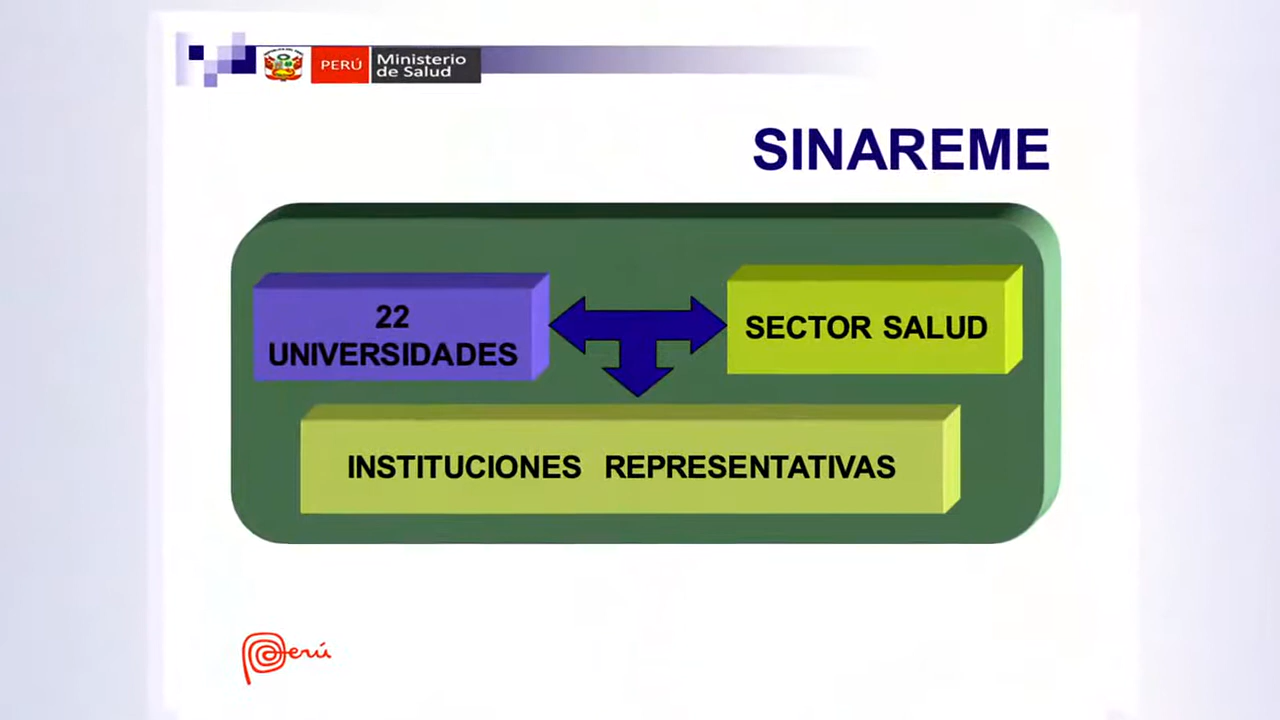 PERÚ
Ministerio
de Salud
SINAREME
22
UNIVERSIDADES
SECTOR SALUD
INSTITUCIONES REPRESENTATIVAS
Perú